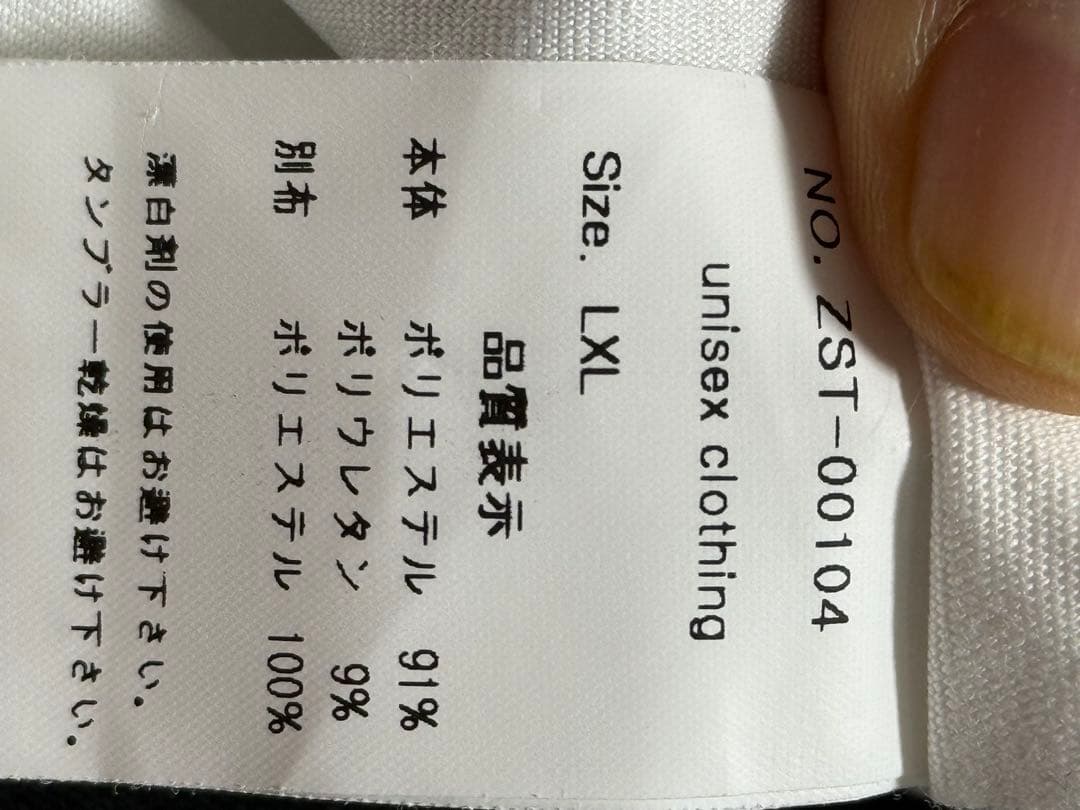 NO. ZST-00104
unisex clothing
Size. LXL
品質表示
本体 ポリエステル 91%
ポリウレタン 9%
別布 ポリエステル 100%
漂白剤の使用はお避け下さい。
タンブラー乾燥はお避け下さい。